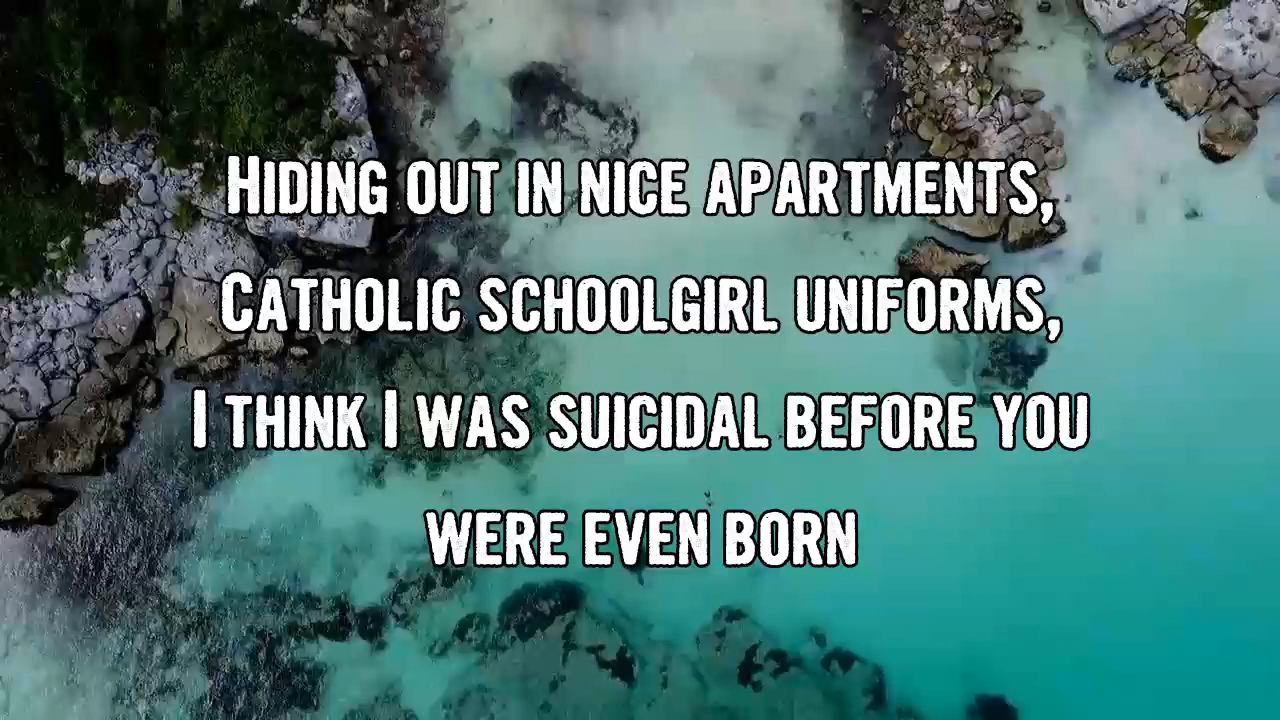 Hiding out in nice apartments,
Catholic schoolgirl uniforms,
I think I was suicidal before you
were even born